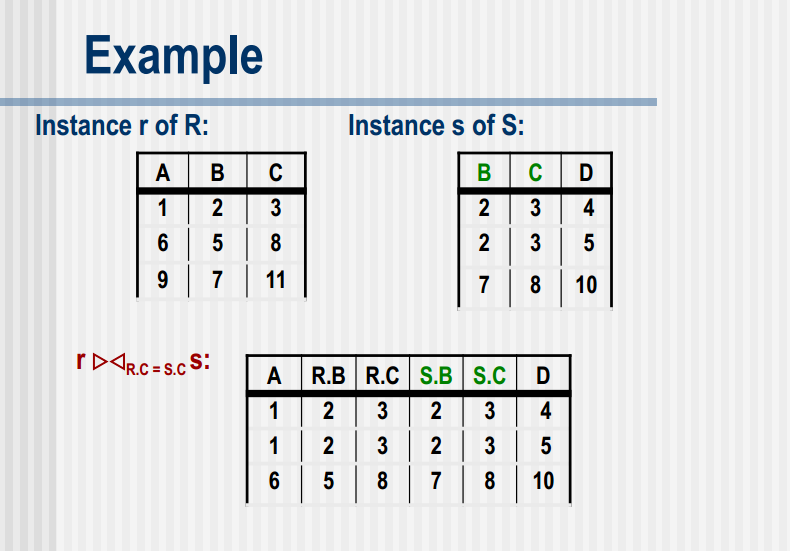 Example
Instance r of R: Instance s of S:
A B C
1 2 3
6 5 8
9 7 11
B C D
2 3 4
2 3 5
7 8 10
r ▷◁R.C = S.C s:
A R.B R.C S.B S.C D
1 2 3 2 3 4
1 2 3 2 3 5
6 5 8 7 8 10